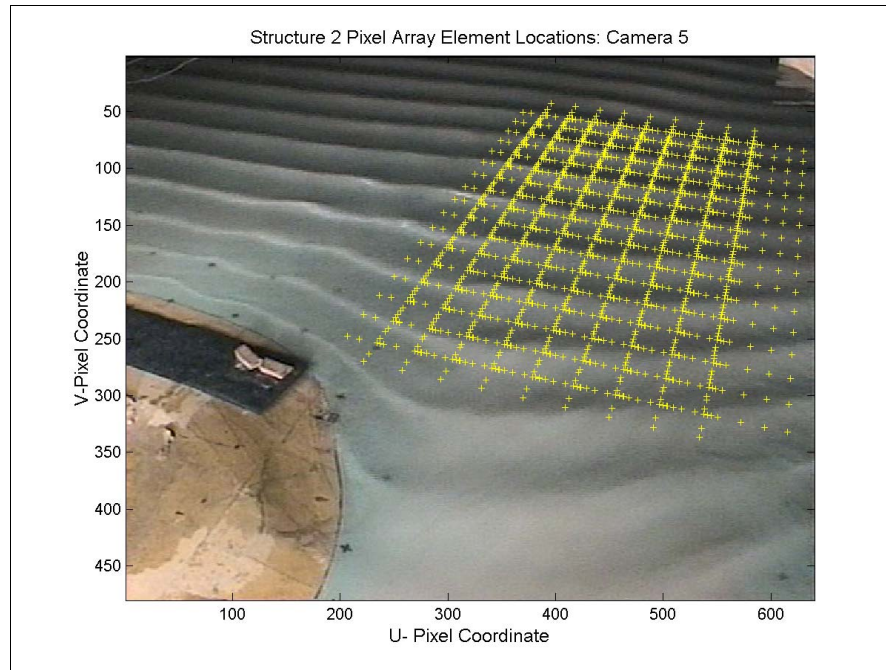 Structure 2 Pixel Array Element Locations: Camera 5
50
100
150
200
250
300
350
400
450
V-Pixel Coordinate
100 200 300 400 500 600
U- Pixel Coordinate